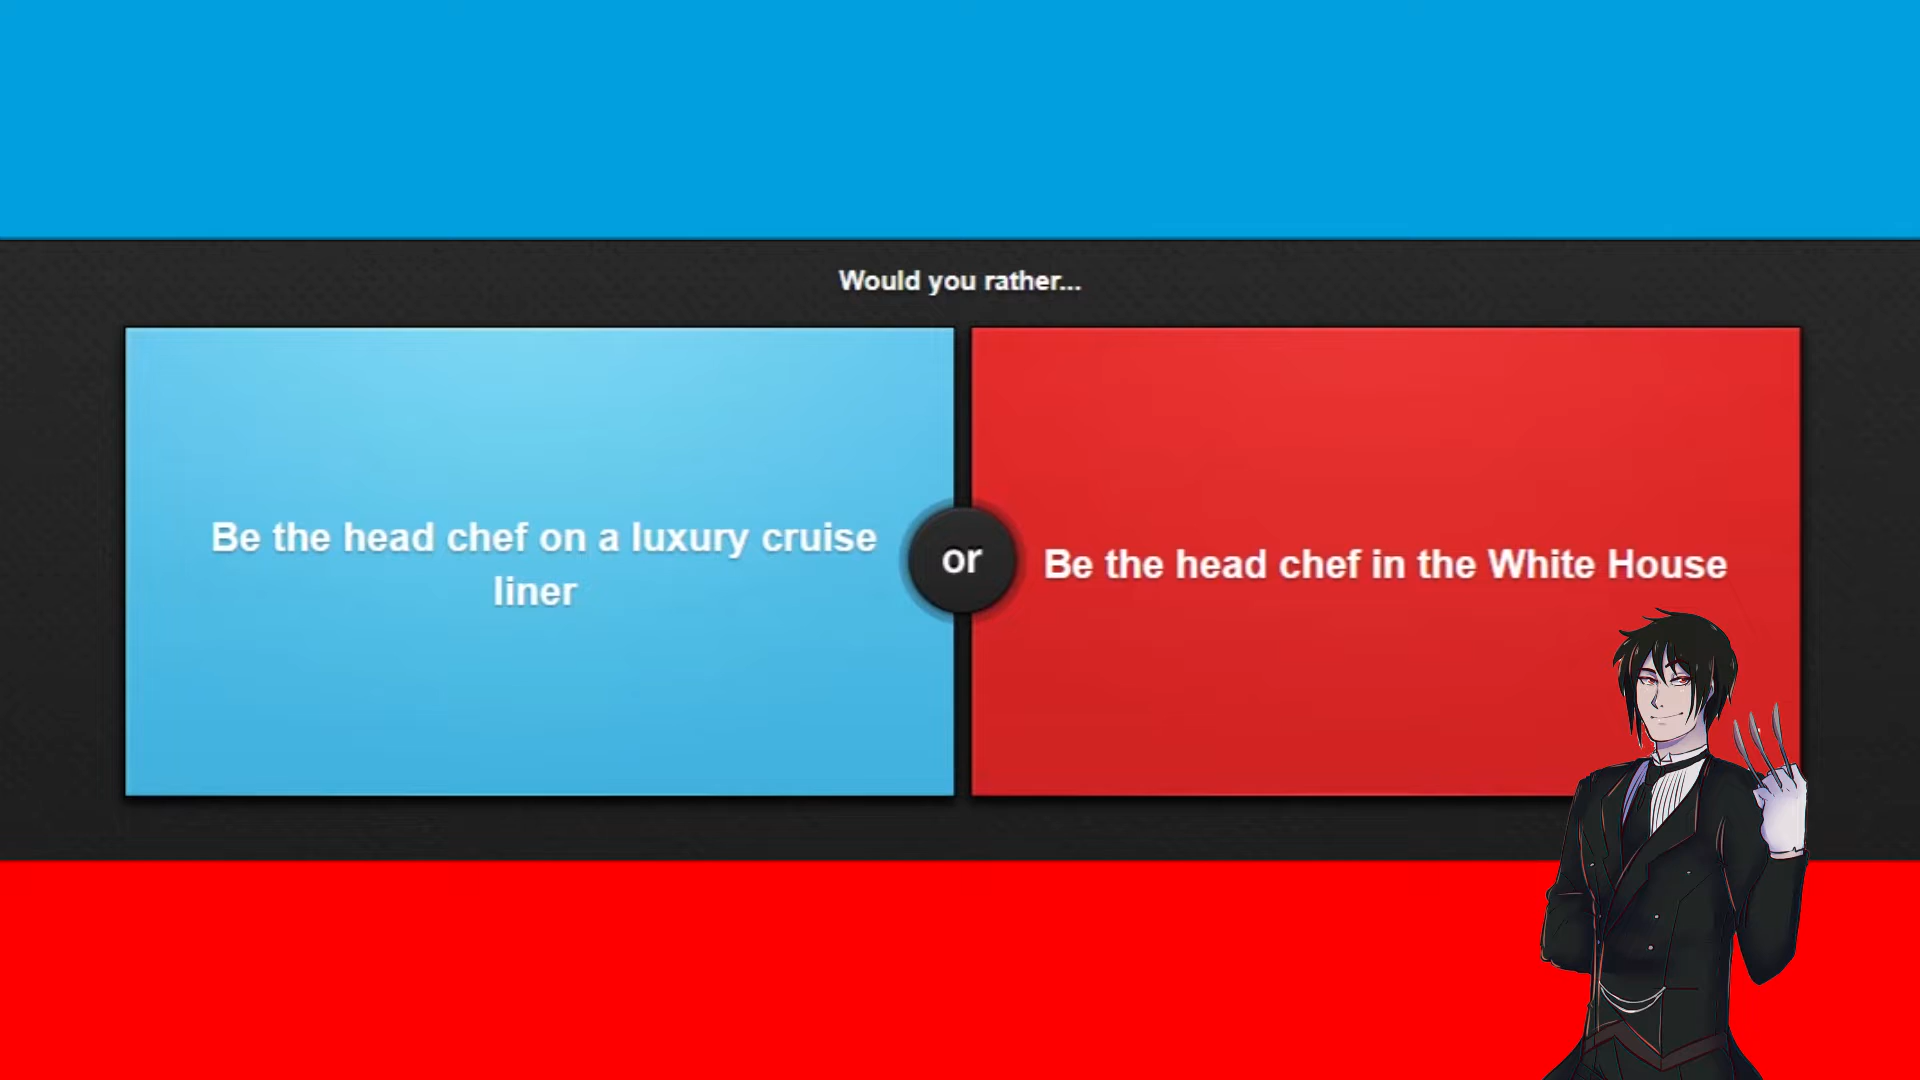 Would you rather...
Be the head chef on a luxury cruise
liner
or
Be the head chef in the White House